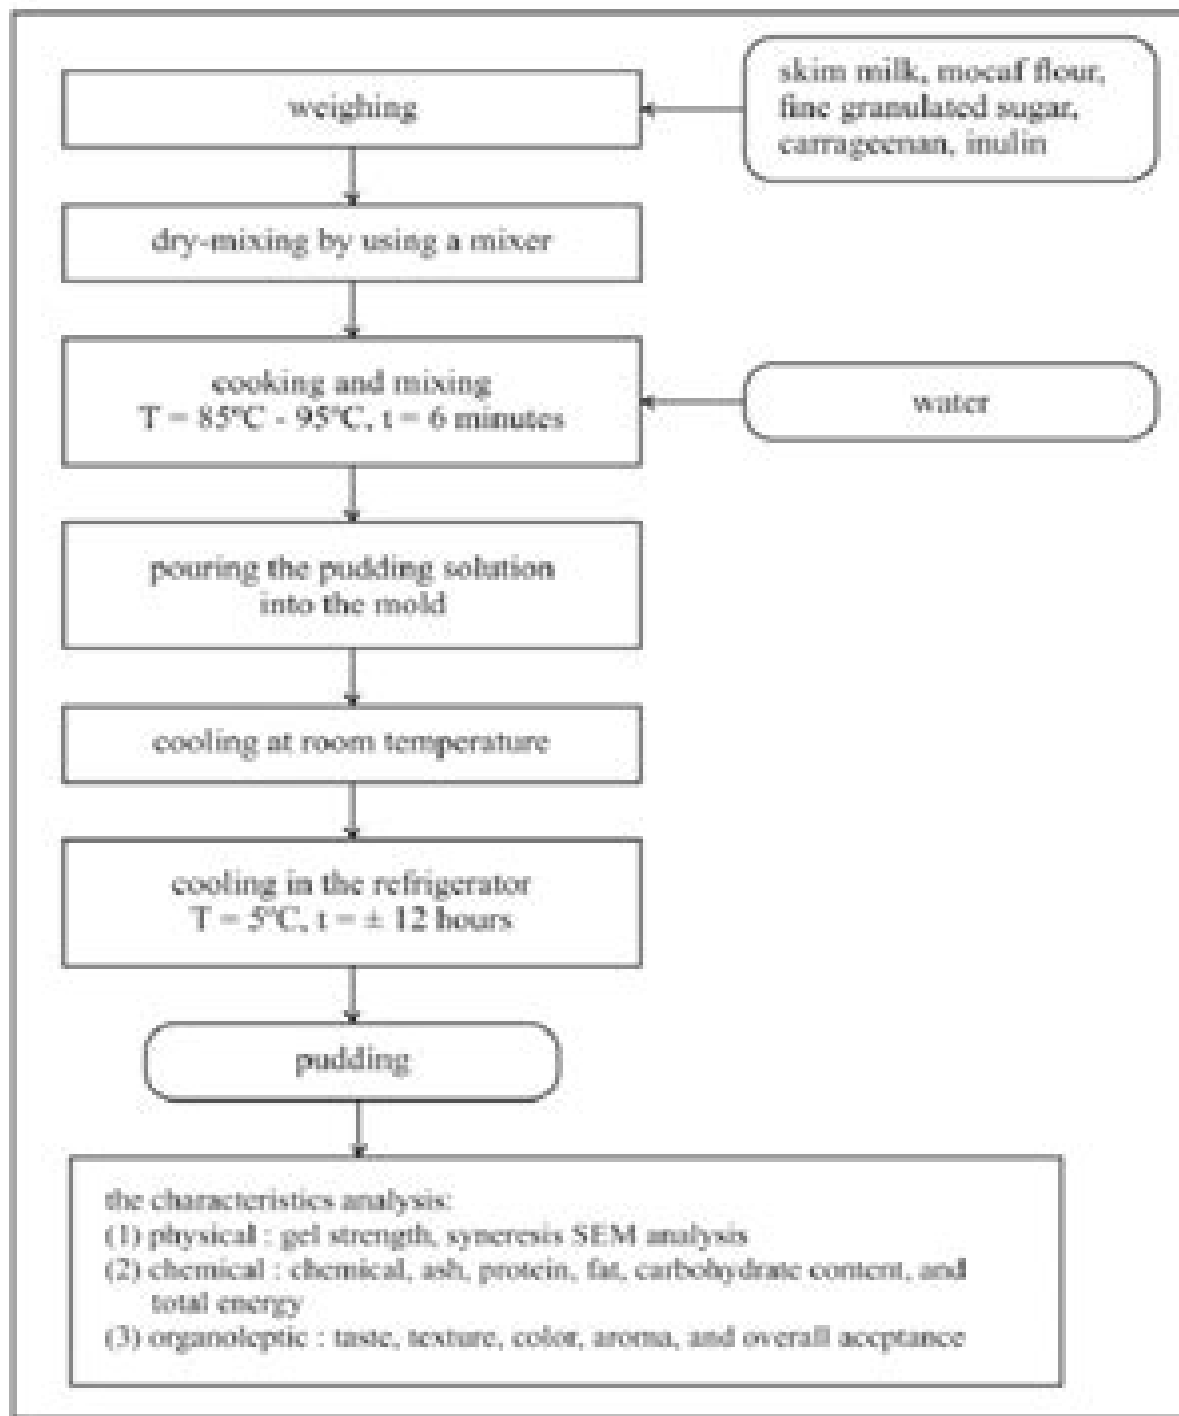 weighing
skim milk, mocaf flour,
fine granulated sugar,
carrageenan, inulin
dry-mixing by using a mixer
cooking and mixing
T = 85°C - 95°C, t = 6 minutes
water
pouring the pudding solution
into the mold
cooling at room temperature
cooling in the refrigerator
T = 5°C, t = ± 12 hours
pudding
the characteristics analysis:
(1) physical : gel strength, syneresis SEM analysis
(2) chemical : chemical, ash, protein, fat, carbohydrate content, and
total energy
(3) organoleptic : taste, texture, color, aroma, and overall accptance